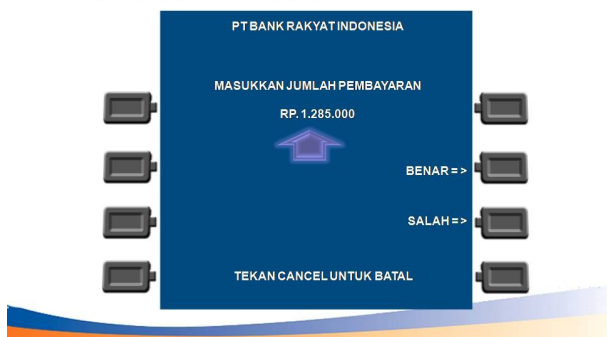 PT BANK RAKYAT INDONESIA
MASUKKAN JUMLAH PEMBAYARAN
RP. 1.285.000
BENAR = >
SALAH = >
TEKAN CANCEL UNTUK BATAL